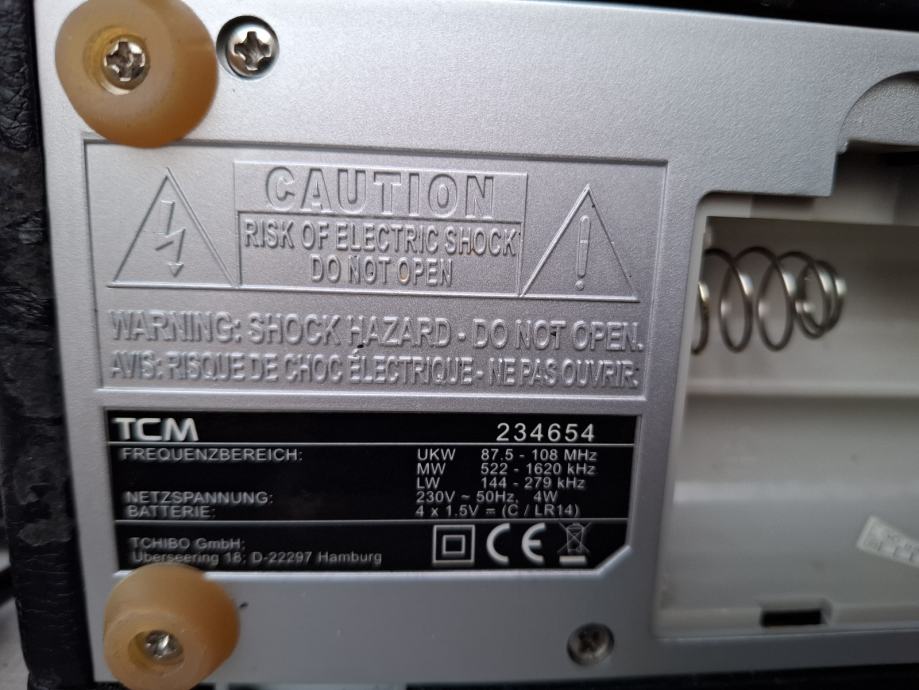 CAUTION
RISK OF ELECTRIC SHOCK
DO NOT OPEN
WARNING: SHOCK HAZARD - DO NOT OPEN.
AVIS: RISQUE DE CHOC ÉLECTRIQUE - NE PAS OUVRIR.
TCM 234654
FREQUENZBEREICH: UKW 87.5 - 108 MHz
MW 522 - 1620 kHz
LW 144 - 279 kHz
NETZSPANNUNG: 230V ~ 50Hz, 4W
BATTERIE: 4 x 1.5V = (C / LR14)
TCHIBO GmbH;
Überseering 18; D-22297 Hamburg
CE